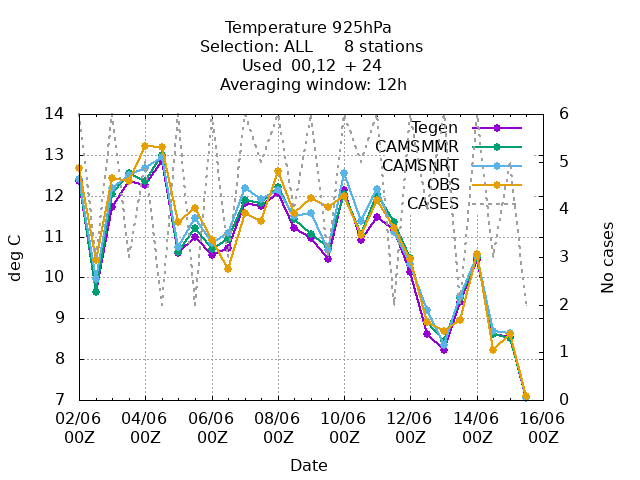 Temperature 925hPa
Selection: ALL 8 stations
Used 00,12 + 24
Averaging window: 12h
14
13
12
11
10
9
8
7
deg C
6
5
4
3
2
1
0
No cases
Tegen
CAMSMMR
CAMSNRT
OBS
CASES
02/06 04/06 06/06 08/06 10/06 12/06 14/06 16/06
00Z 00Z 00Z 00Z 00Z 00Z 00Z 00Z
Date